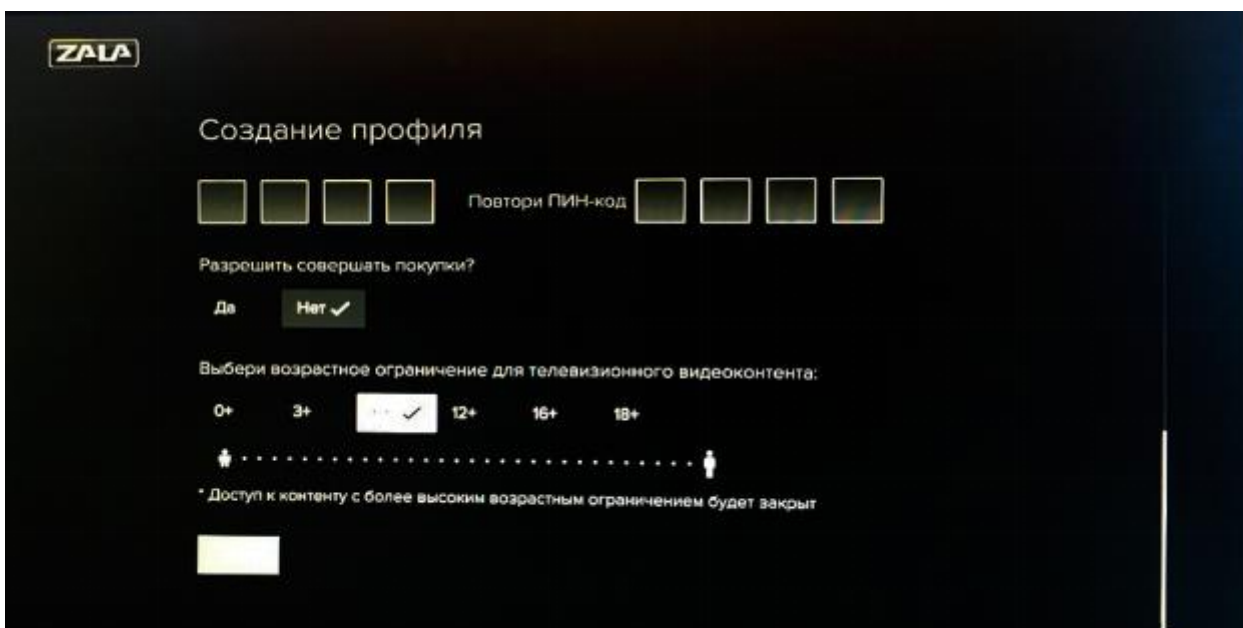 ZALA
Создание профиля
Повтори ПИН-код
Разрешить совершать покупки?
Да Нет
Выбери возрастное ограничение для телевизионного видеоконтента:
0+ 3+ 12+ 16+ 18+
* Доступ к контенту с более высоким возрастным ограничением будет закрыт